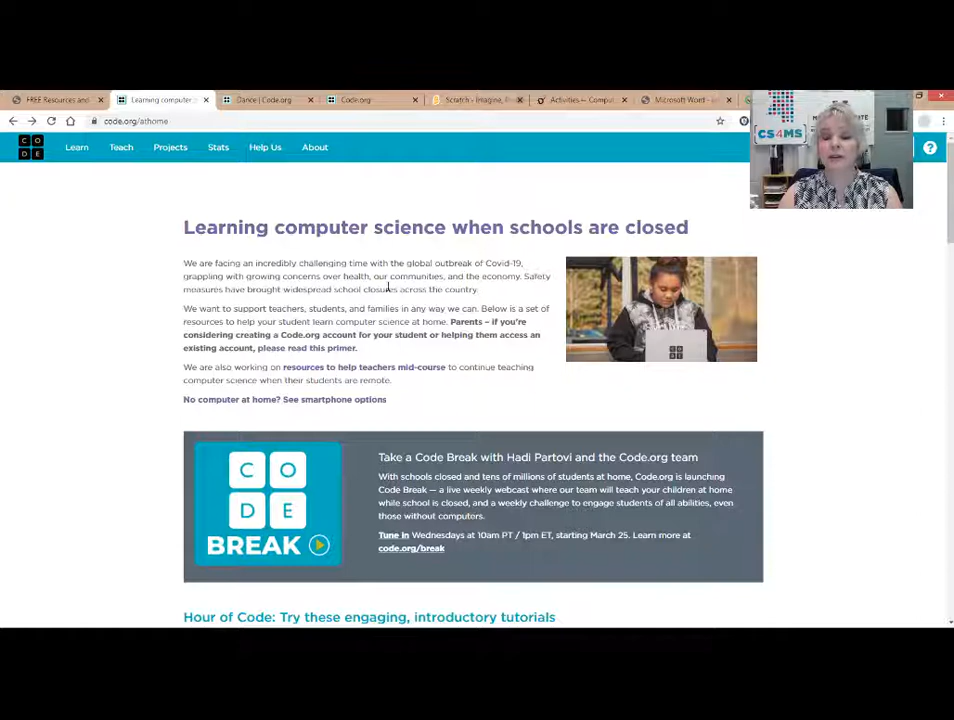 FREE Resources and
Learning computer
Dance | Code.org
Code.org
Scratch - Imagine, Pr
Activities – Compu
Microsoft Word -
code.org/athome
CODE
Learn Teach Projects Stats Help Us About
?
CS4MS
Learning computer science when schools are closed
We are facing an incredibly challenging time with the global outbreak of Covid-19,
grappling with growing concerns over health, our communities, and the economy. Safety
measures have brought widespread school closures across the country.
We want to support teachers, students, and families in any way we can. Below is a set of
resources to help your student learn computer science at home. Parents – if you're
considering creating a Code.org account for your student or helping them access an
existing account, please read this primer.
We are also working on resources to help teachers mid-course to continue teaching
computer science when their students are remote.
No computer at home? See smartphone options
CODE
BREAK
Take a Code Break with Hadi Partovi and the Code.org team
With schools closed and tens of millions of students at home, Code.org is launching
Code Break — a live weekly webcast where our team will teach your children at home
while school is closed, and a weekly challenge to engage students of all abilities, even
those without computers.
Tune in Wednesdays at 10am PT / 1pm ET, starting March 25. Learn more at
code.org/break
Hour of Code: Try these engaging, introductory tutorials